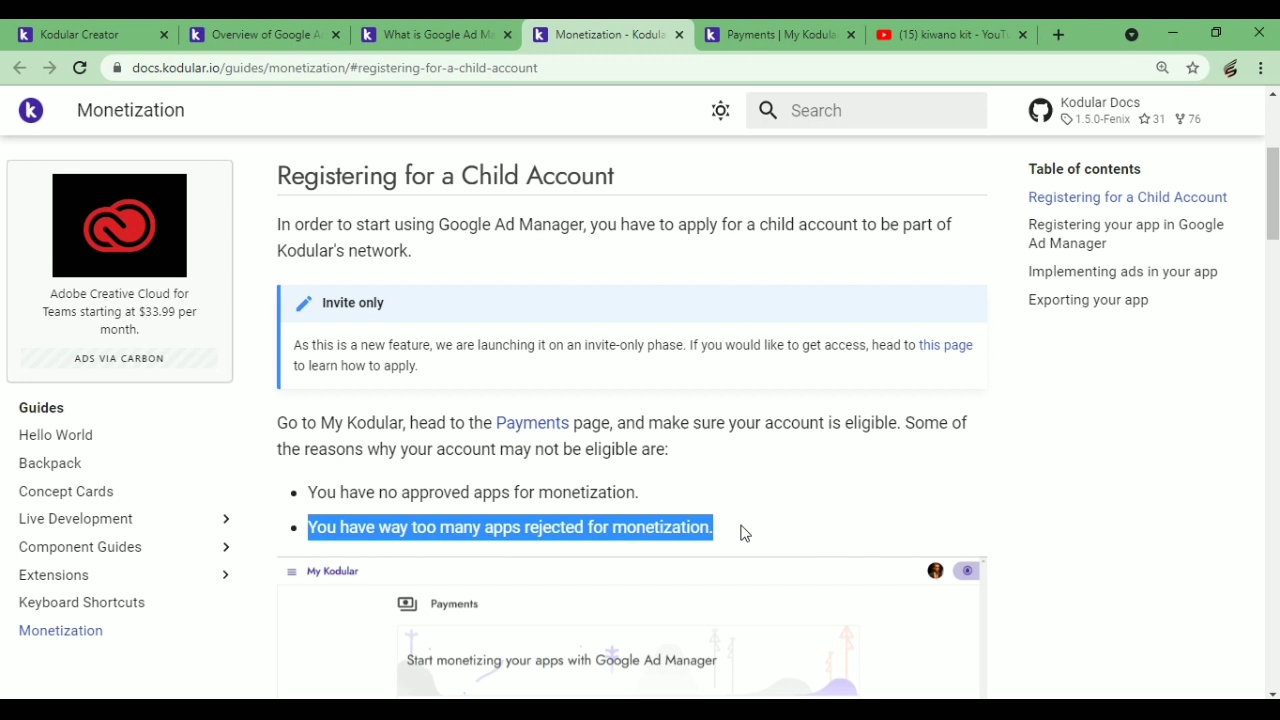 Kodular Creator
Overview of Google A
What is Google Ad M
Monetization - Kodula
Payments | My Kodula
(15) kiwano kit - YouTu
docs.kodular.io/guides/monetization/#registering-for-a-child-account
Monetization
Search
Kodular Docs
1.5.0-Fenix 31 76
Adobe Creative Cloud for
Teams starting at $33.99 per
month.
ADS VIA CARBON
Guides
Hello World
Backpack
Concept Cards
Live Development
Component Guides
Extensions
Keyboard Shortcuts
Monetization
Registering for a Child Account
In order to start using Google Ad Manager, you have to apply for a child account to be part of
Kodular's network.
Invite only
As this is a new feature, we are launching it on an invite-only phase. If you would like to get access, head to this page
to learn how to apply.
Go to My Kodular, head to the Payments page, and make sure your account is eligible. Some of
the reasons why your account may not be eligible are:
• You have no approved apps for monetization.
• You have way too many apps rejected for monetization.
My Kodular
Payments
Start monetizing your apps with Google Ad Manager
Table of contents
Registering for a Child Account
Registering your app in Google
Ad Manager
Implementing ads in your app
Exporting your app